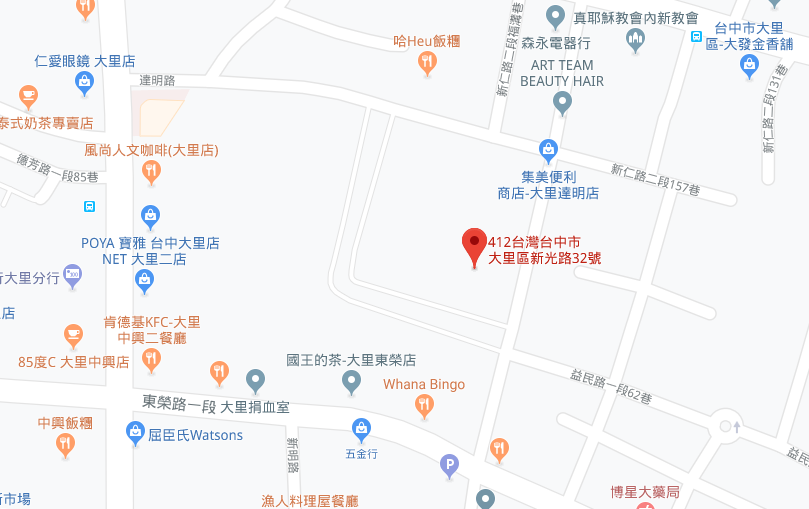 真耶穌教會內新教會
台中市大里
區-大發金香舖
森永電器行
哈Heu飯糰
仁愛眼鏡 大里店
新仁路二段福溝巷
ART TEAM
BEAUTY HAIR
達明路
新仁路二段131巷
泰式奶茶專賣店
風尚人文咖啡(大里店)
德芳路一段85巷
集美便利
商店-大里達明店
新仁路二段157巷
POYA 寶雅 台中大里店
NET 大里二店
412台灣台中市
大里區新光路32號
行大里分行
店
肯德基KFC-大里
中興二餐廳
85度C 大里中興店
國王的茶-大里東榮店
Whana Bingo
益民路一段62巷
東榮路一段
大里捐血室
中興飯糰
屈臣氏Watsons
五金行
新明路
P
益民
博星大藥局
市場
漁人料理屋餐廳